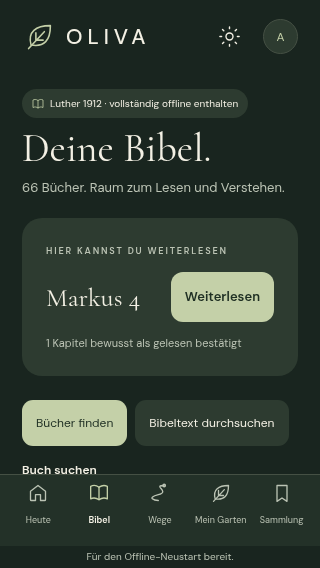 OLIVA
A
Luther 1912 · vollständig offline enthalten
Deine Bibel.
66 Bücher. Raum zum Lesen und Verstehen.
HIER KANNST DU WEITERLESEN
Markus 4
Weiterlesen
1 Kapitel bewusst als gelesen bestätigt
Bücher finden
Bibeltext durchsuchen
Buch suchen
Heute
Bibel
Wege
Mein Garten
Sammlung
Für den Offline-Neustart bereit.